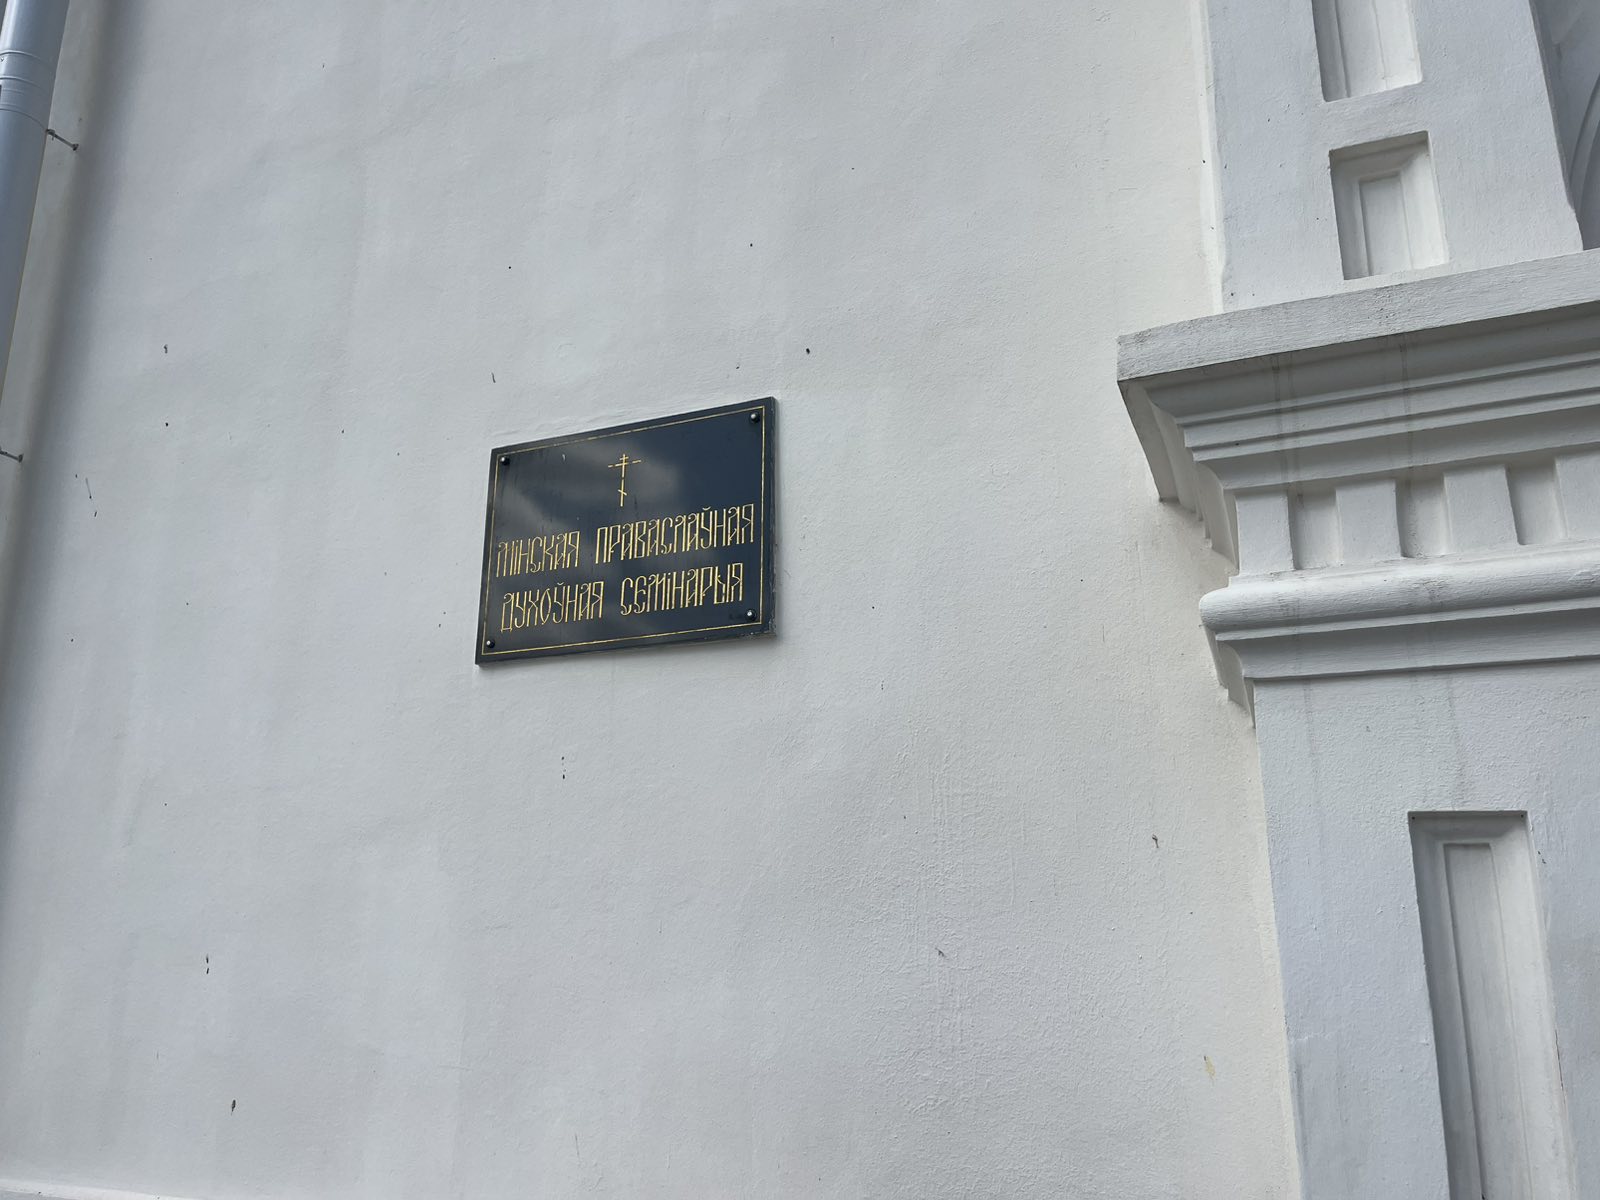 Мінская праваслаўная
духоўная семінарыя